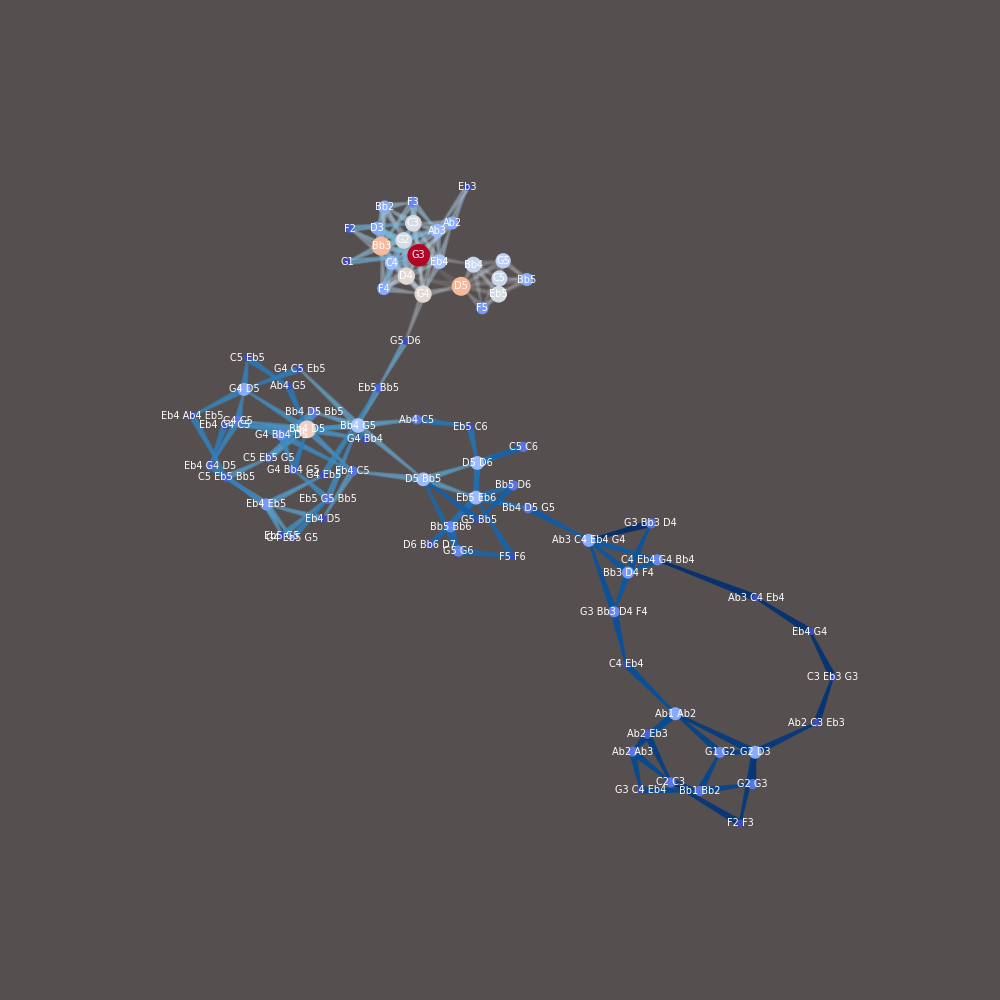 Eb3
Bb2
F3
C3
Ab2
F2
D3
Ab3
G2
Bb3
G3
G1
C4
Eb4
Bb4
G5
D4
C5
Bb5
F4
G4
D5
Eb5
F5
G5 D6
C5 Eb5
G4 C5 Eb5
G4 D5
Ab4 G5
Eb5 Bb5
Eb4 Ab4 Eb5
Bb4 D5 Bb5
G4 G5
Eb4 G4 C5
Bb4 D5
Bb4 G5
Ab4 C5
Eb5 C6
G4 Bb4 D5
G4 Bb4
C5 C6
C5 Eb5 G5
Eb4 G4 D5
G4 Bb4 G5
Eb4 C5
D5 D6
C5 Eb5 Bb5
G4 Eb5
D5 Bb5
Bb5 D6
Eb4 Eb5
Eb5 G5 Bb5
Eb5 Eb6
Bb4 D5 G5
Eb4 D5
G5 Bb5
Bb5 Bb6
G3 Bb3 D4
Eb5 G5
G4 Eb5 G5
D6 Bb6 D7
G5 G6
F5 F6
Ab3 C4 Eb4 G4
C4 Eb4 G4 Bb4
Bb3 D4 F4
Ab3 C4 Eb4
G3 Bb3 D4 F4
Eb4 G4
C4 Eb4
C3 Eb3 G3
Ab1 Ab2
Ab2 C3 Eb3
Ab2 Eb3
Ab2 Ab3
G1 G2
G2 D3
C2 C3
G2 G3
G3 C4 Eb4
Bb1 Bb2
F2 F3